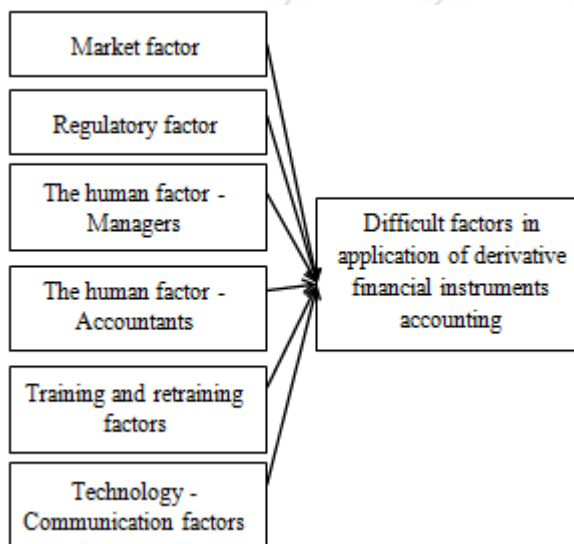 Market factor
Regulatory factor
The human factor -
Managers
The human factor -
Accountants
Training and retraining
factors
Technology -
Communication factors
Difficult factors in
application of derivative
financial instruments
accounting